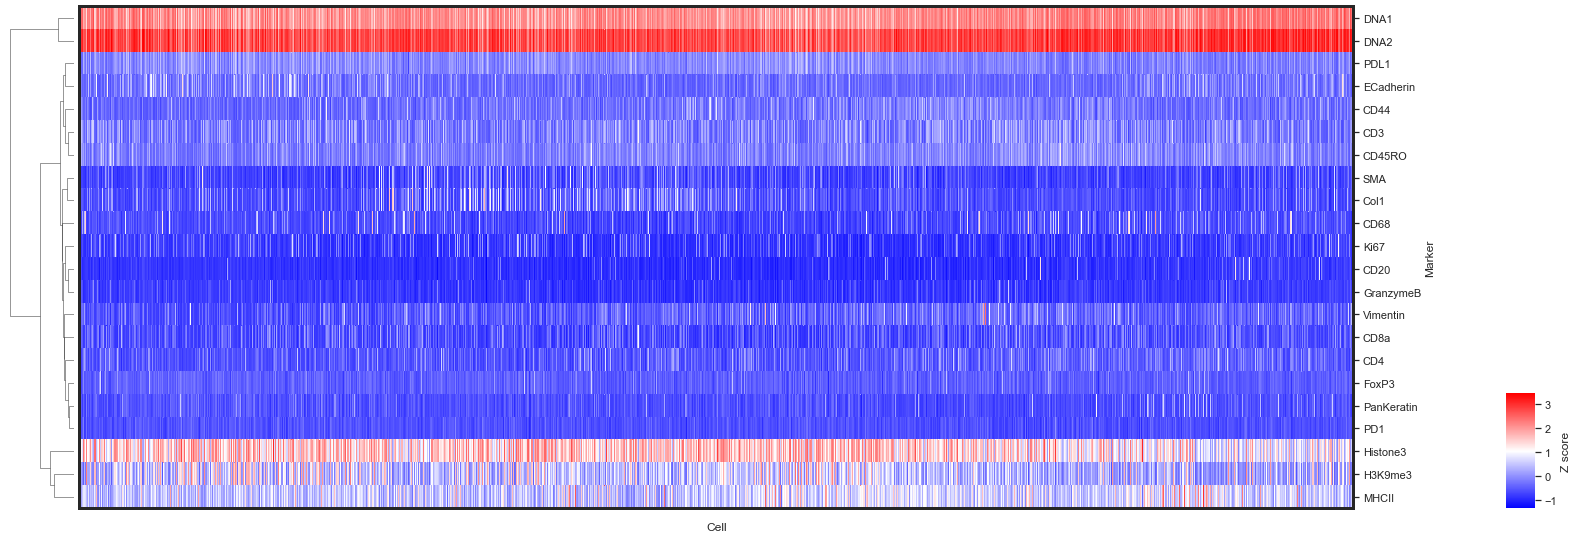 DNA1
DNA2
PDL1
ECadherin
CD44
CD3
CD45RO
SMA
Col1
CD68
Ki67
CD20
GranzymeB
Vimentin
CD8a
CD4
FoxP3
PanKeratin
PD1
Histone3
H3K9me3
MHCII
Marker
Cell
3
2
1
0
−1
Z score